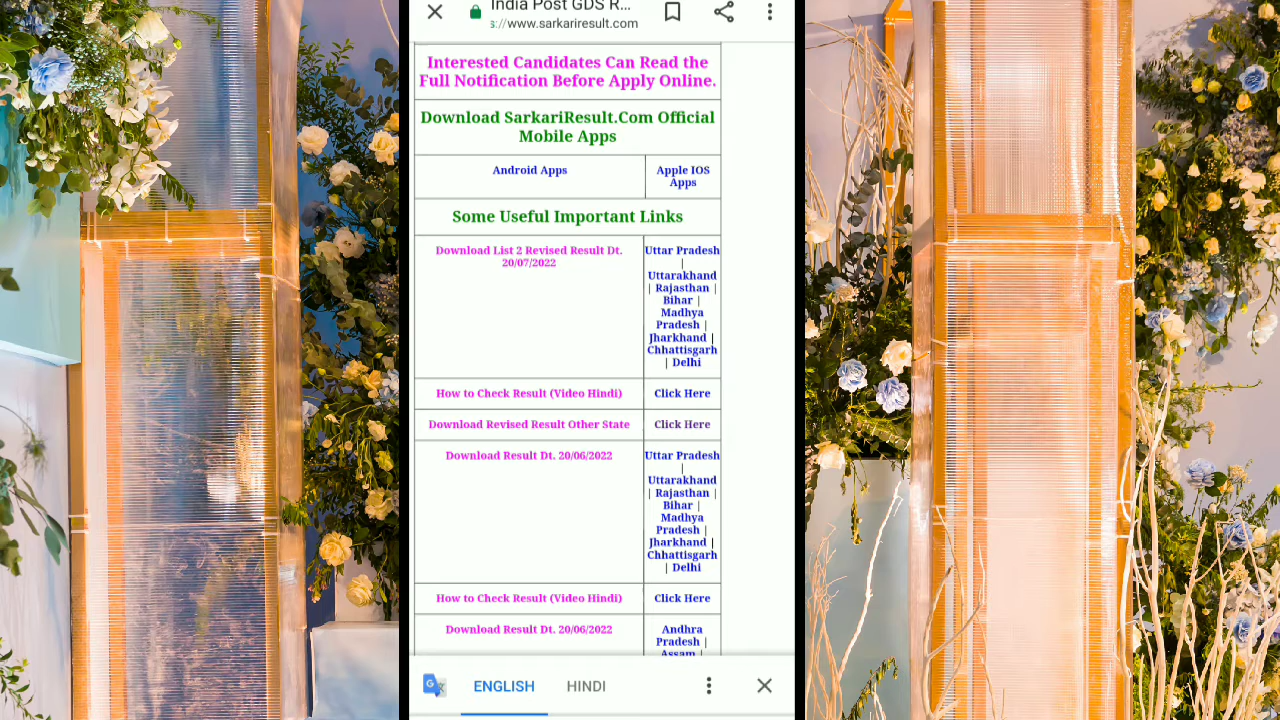 India Post GDS R...
s://www.sarkariresult.com
Interested Candidates Can Read the
Full Notification Before Apply Online.
Download SarkariResult.Com Official
Mobile Apps
Android Apps
Apple IOS
Apps
Some Useful Important Links
Download List 2 Revised Result Dt.
20/07/2022
Uttar Pradesh
|
Uttarakhand
| Rajasthan |
Bihar |
Madhya
Pradesh |
Jharkhand |
Chhattisgarh
| Delhi
How to Check Result (Video Hindi)
Click Here
Download Revised Result Other State
Click Here
Download Result Dt. 20/06/2022
Uttar Pradesh
|
Uttarakhand
| Rajasthan |
Bihar |
Madhya
Pradesh |
Jharkhand |
Chhattisgarh
| Delhi
How to Check Result (Video Hindi)
Click Here
Download Result Dt. 20/06/2022
Andhra
Pradesh |
Assam |
ENGLISH
HINDI